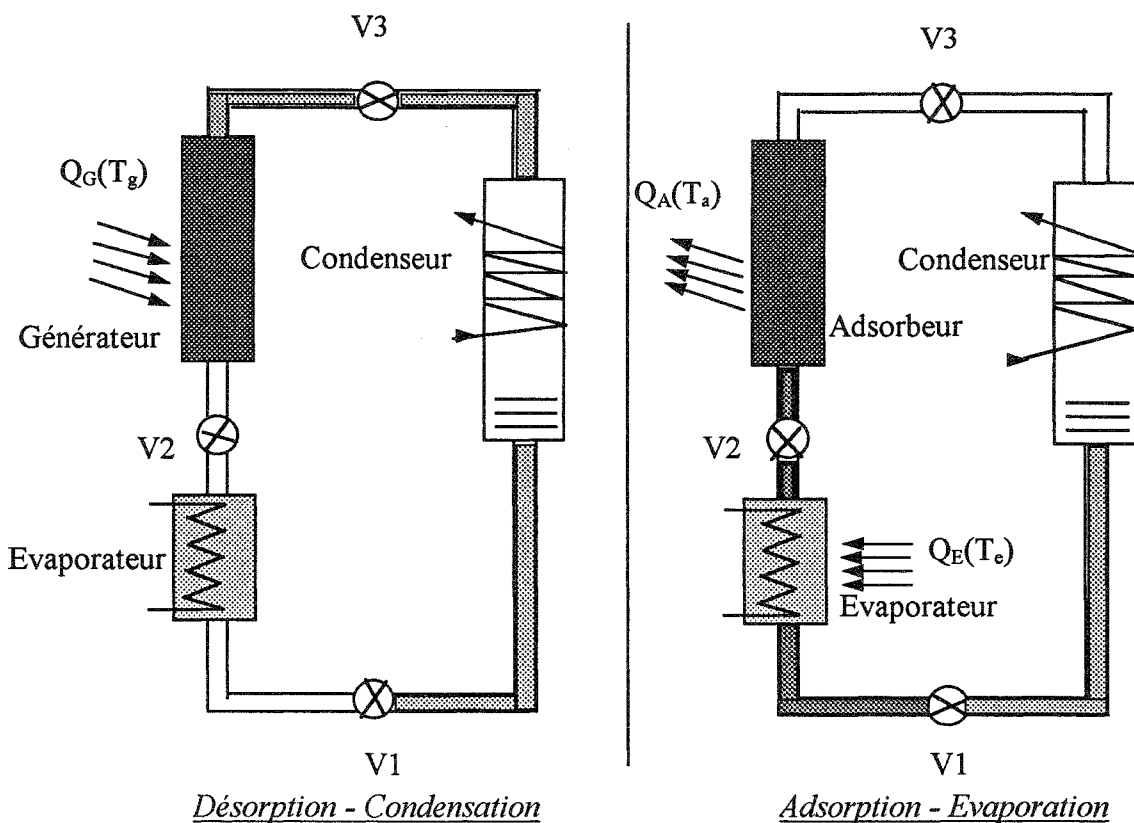 V3
Q_G(T_g)
Condenseur
Générateur
V2
Evaporateur
V1
Désorption - Condensation
V3
Q_A(T_a)
Condenseur
Adsorbeur
V2
Q_E(T_e)
Evaporateur
V1
Adsorption - Evaporation